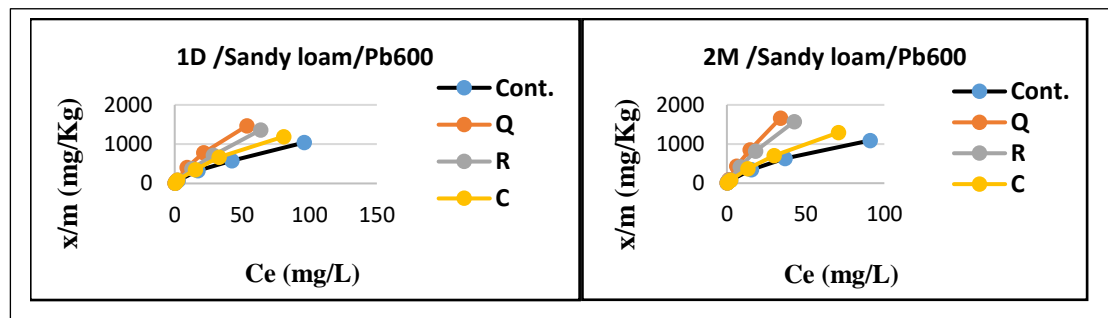 1D /Sandy loam/Pb600
x/m (mg/Kg)
2000
1000
0
0 50 100 150
Ce (mg/L)
Cont.
Q
R
C
2M /Sandy loam/Pb600
x/m (mg/Kg)
2000
1000
0
0 50 100
Ce (mg/L)
Cont.
Q
R
C